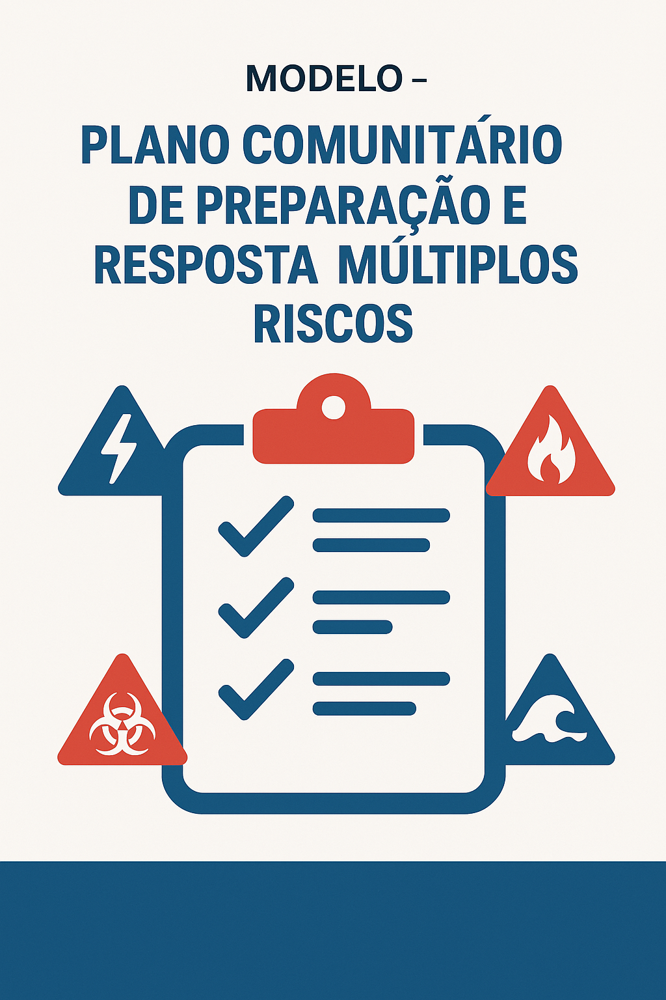 MODELO –
PLANO COMUNITÁRIO
DE PREPARAÇÃO E
RESPOSTA MÚLTIPLOS
RISCOS